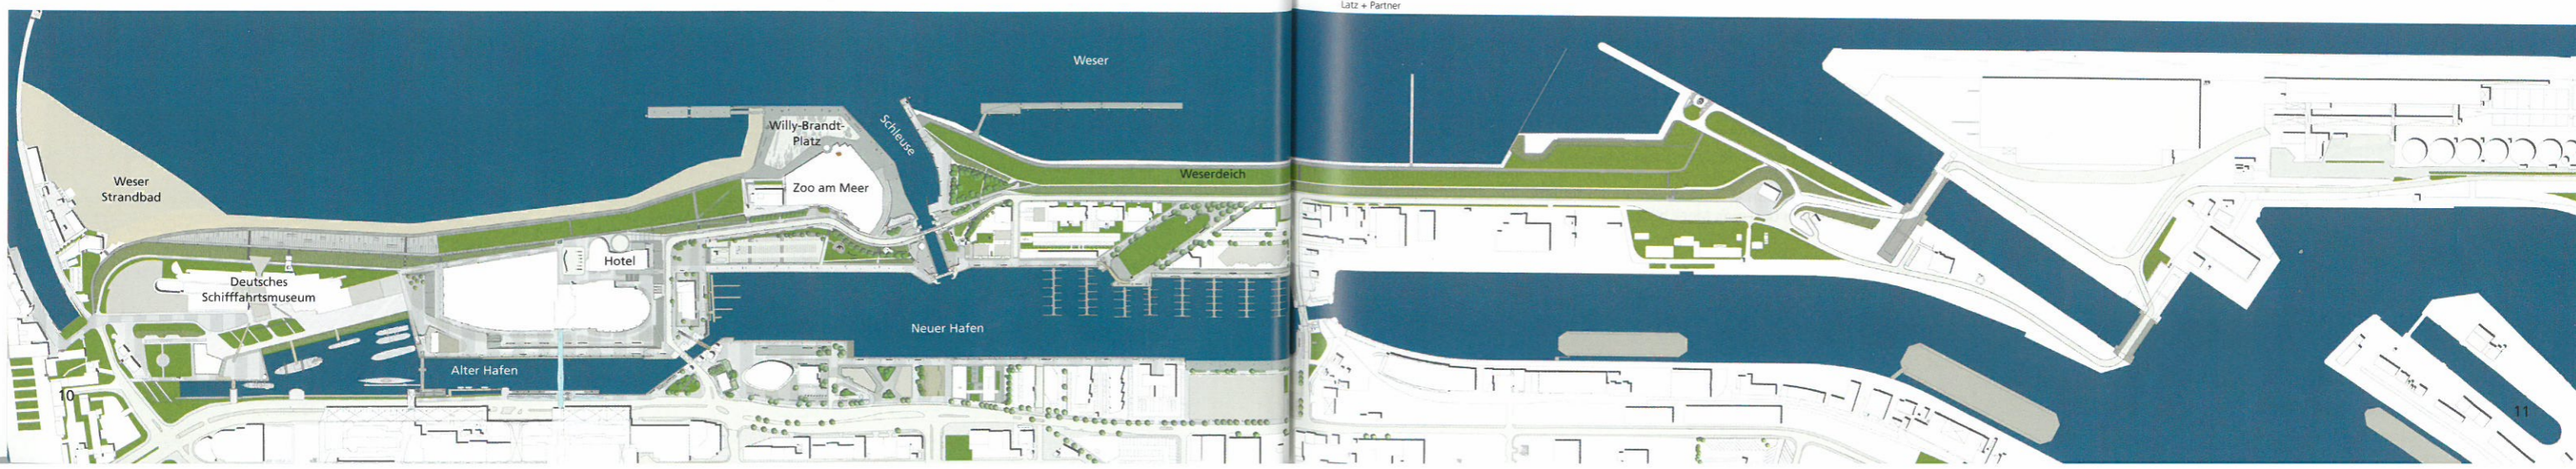 Latz + Partner
Weser
Willy-Brandt-
Platz
Schleuse
Weserdeich
Weser
Strandbad
Zoo am Meer
Hotel
Deutsches
Schifffahrtsmuseum
Neuer Hafen
Alter Hafen
10
11